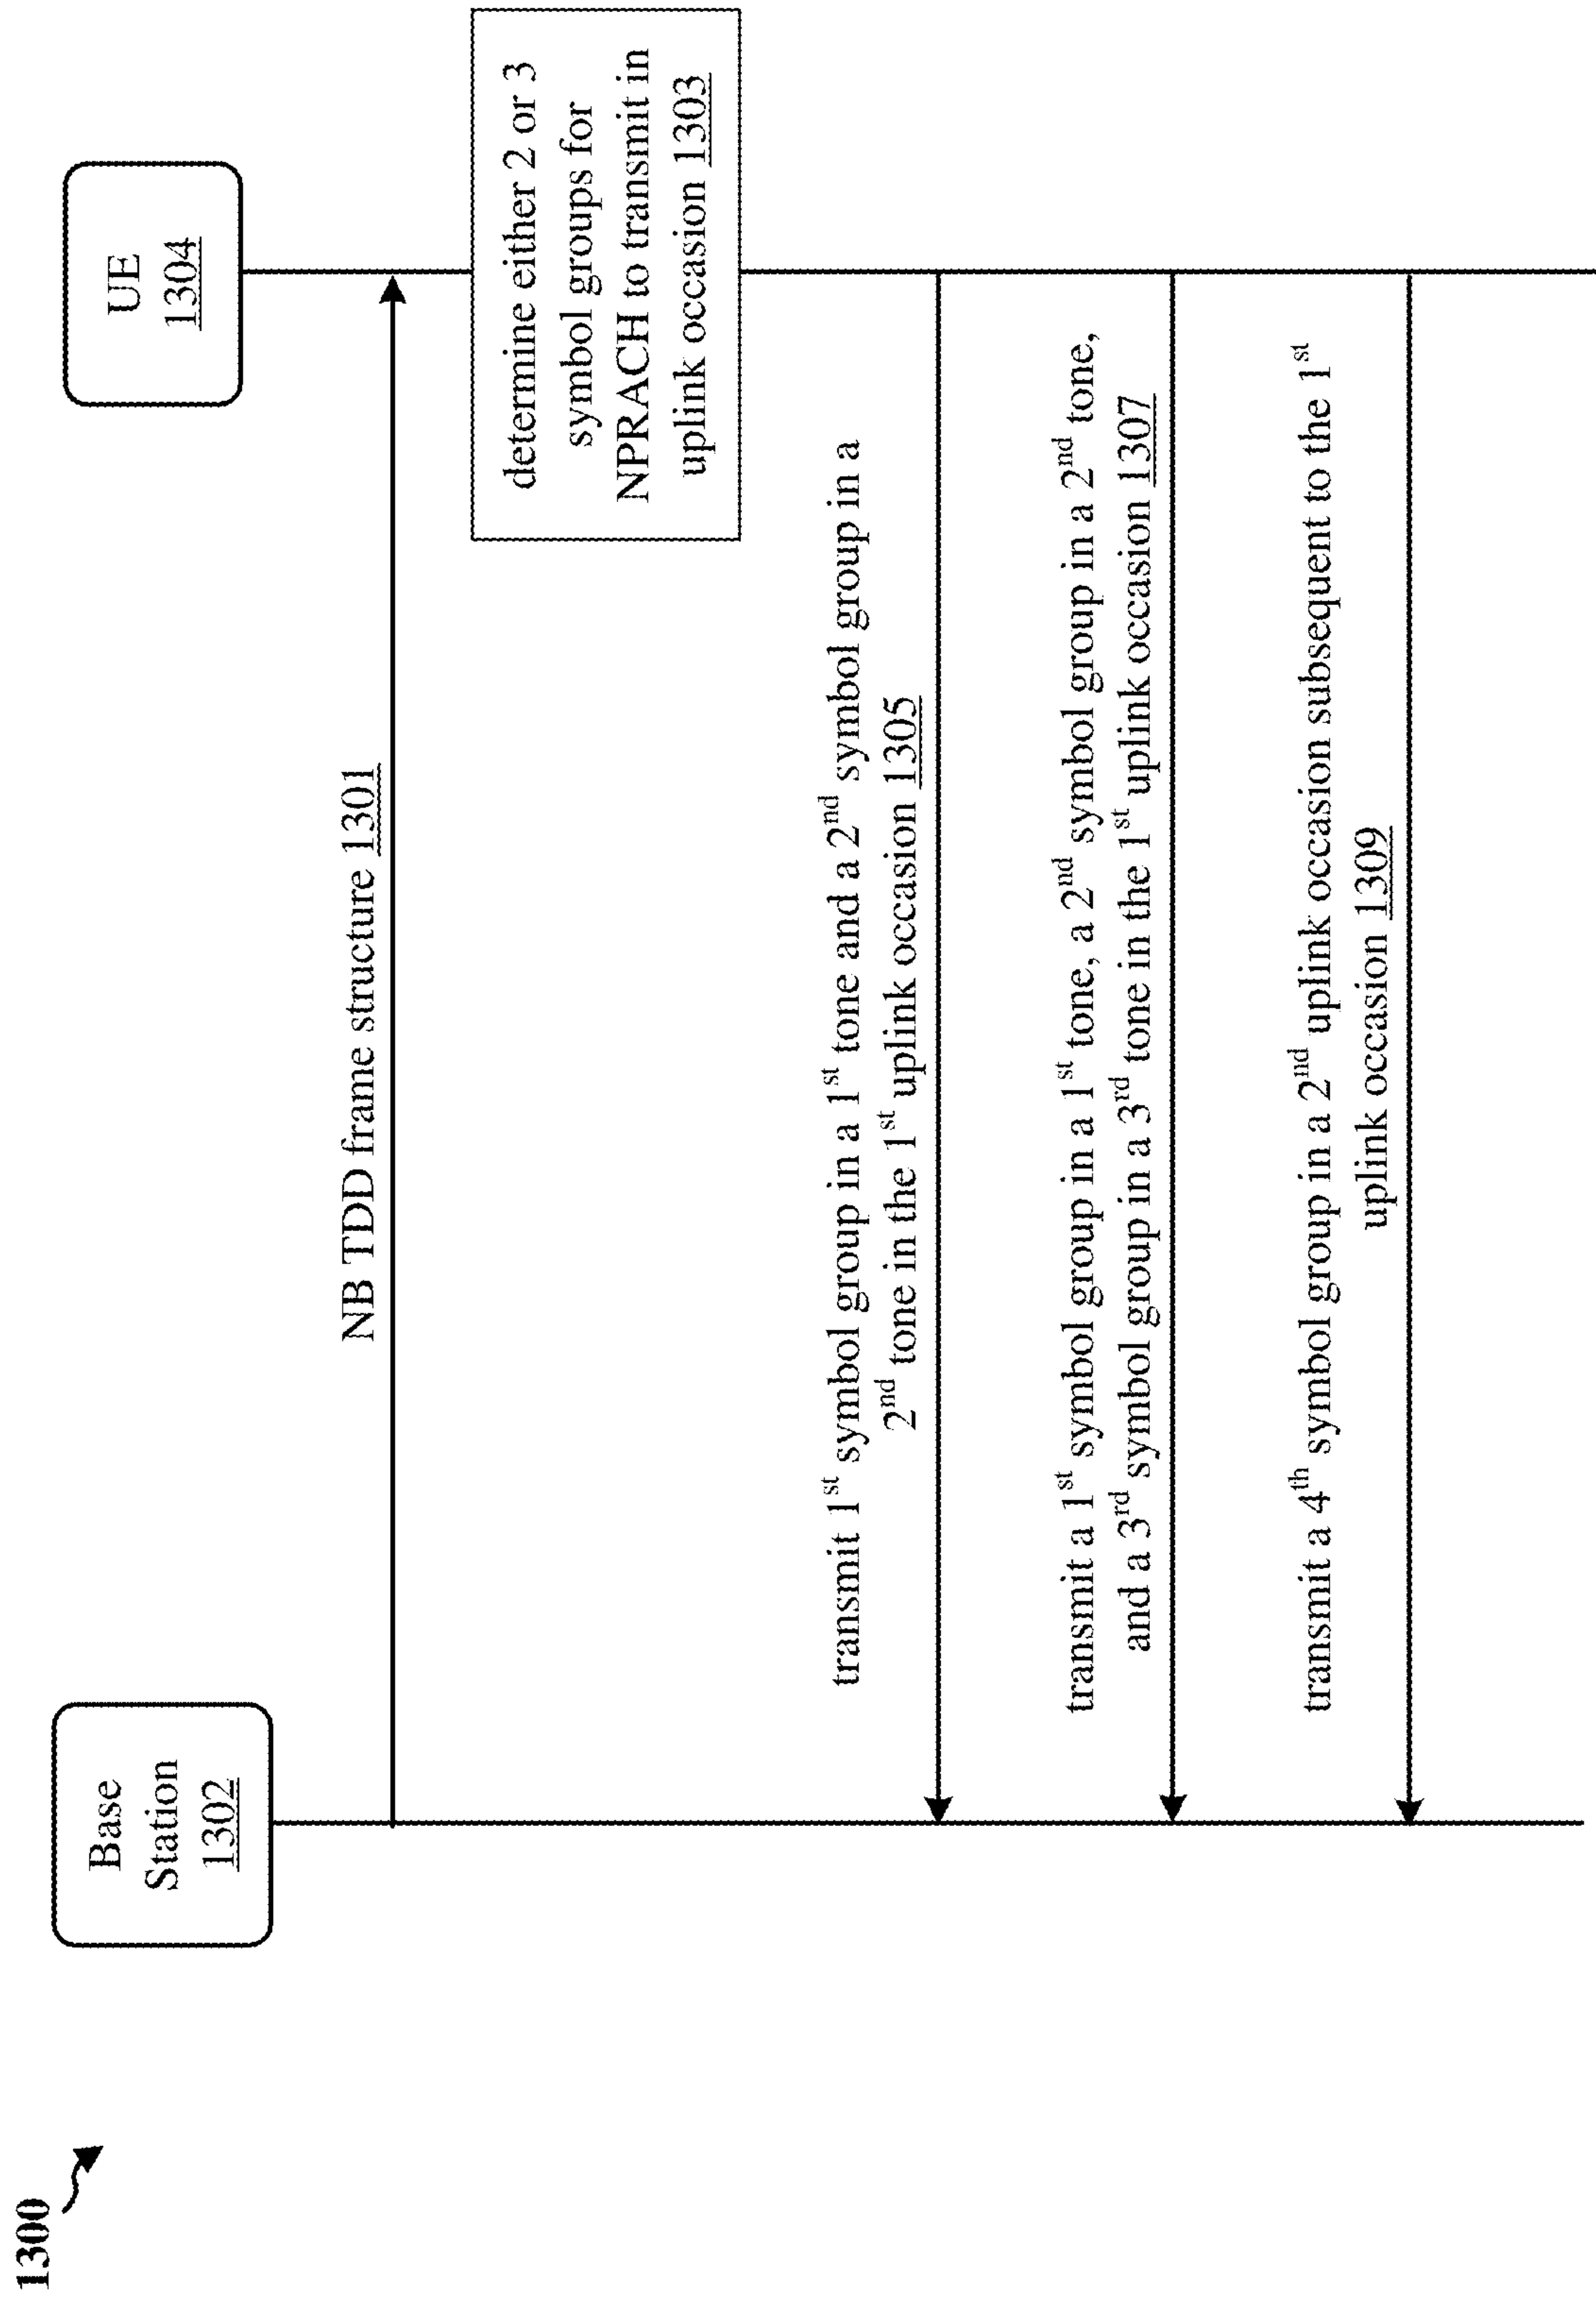 1300
Base
Station
1302
UE
1304
NB TDD frame structure 1301
determine either 2 or 3
symbol groups for
NPRACH to transmit in
uplink occasion 1303
transmit 1st symbol group in a 1st tone and a 2nd symbol group in a
2nd tone in the 1st uplink occasion 1305
transmit a 1st symbol group in a 1st tone, a 2nd symbol group in a 2nd tone,
and a 3rd symbol group in a 3rd tone in the 1st uplink occasion 1307
transmit a 4th symbol group in a 2nd uplink occasion subsequent to the 1st
uplink occasion 1309